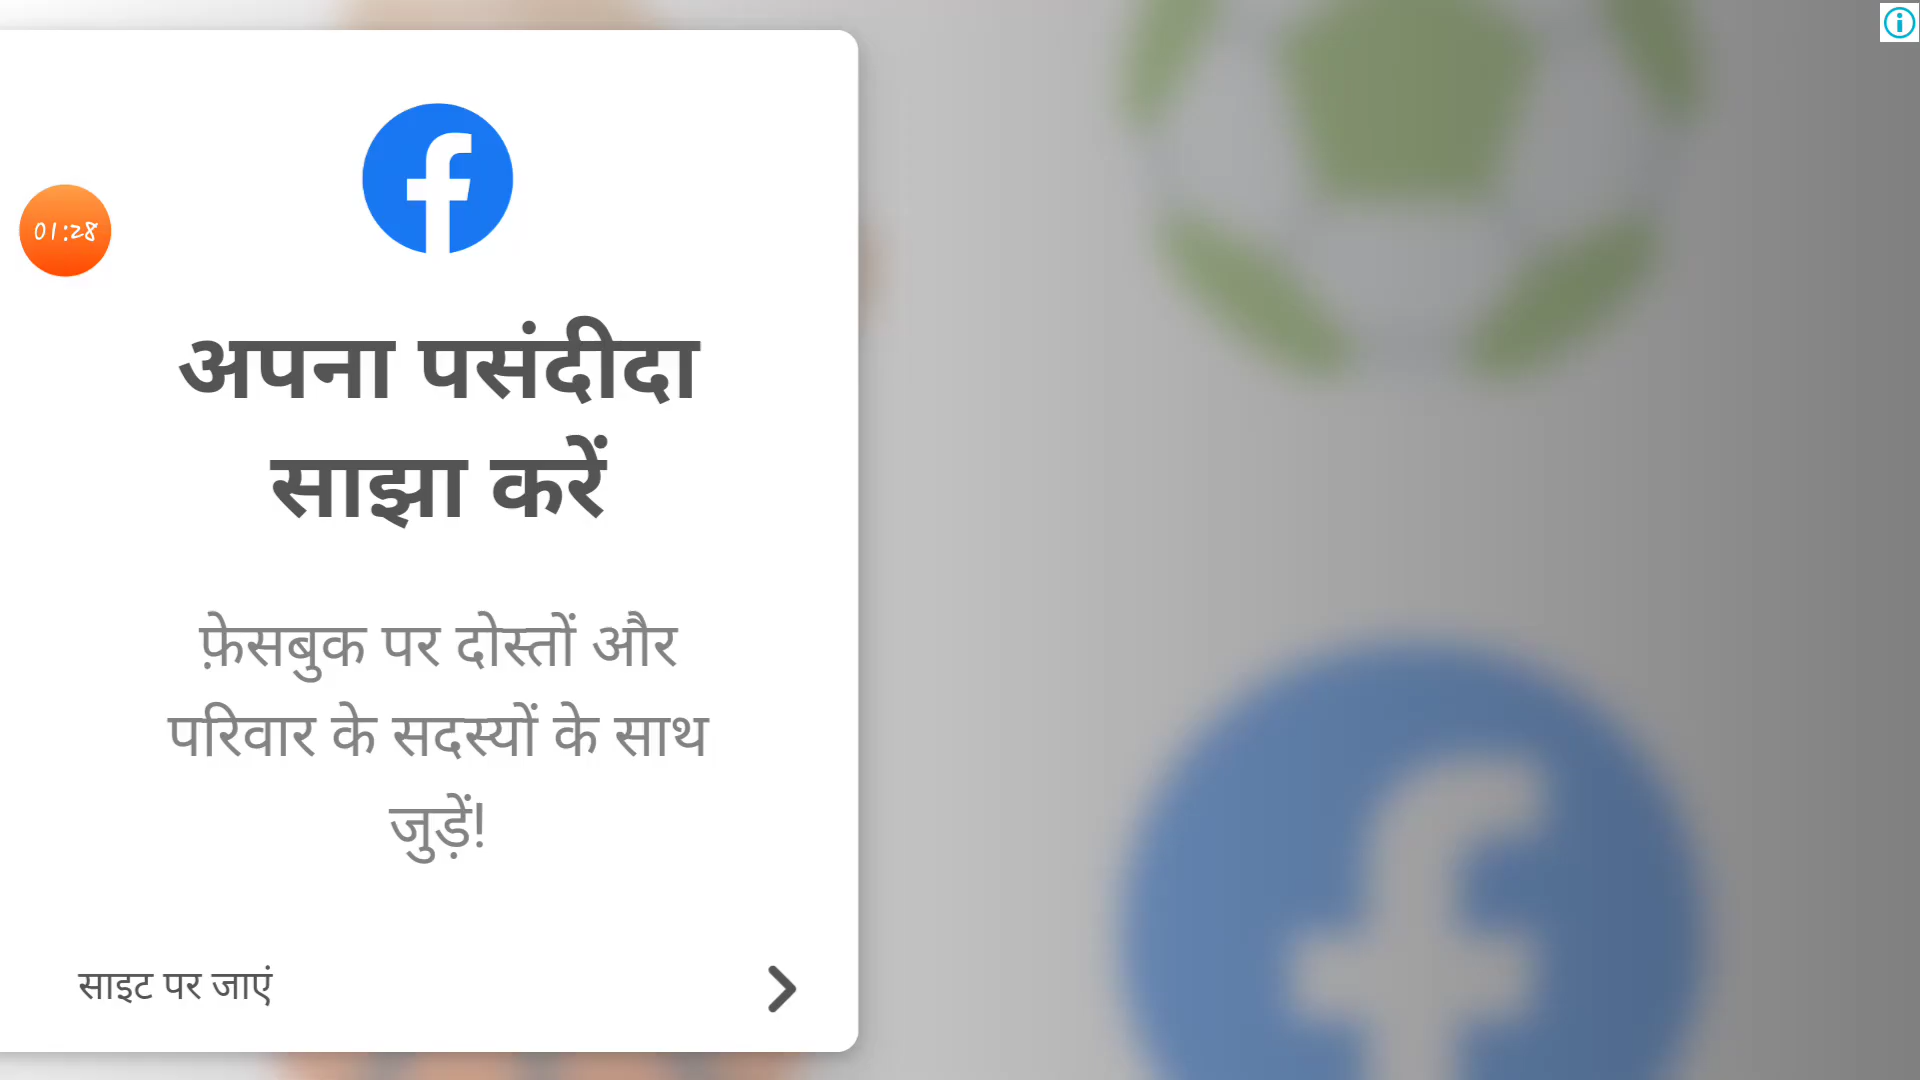 01:28
अपना पसंदीदा
साझा करें
फ़ेसबुक पर दोस्तों और
परिवार के सदस्यों के साथ
जुड़ें!
साइट पर जाएं